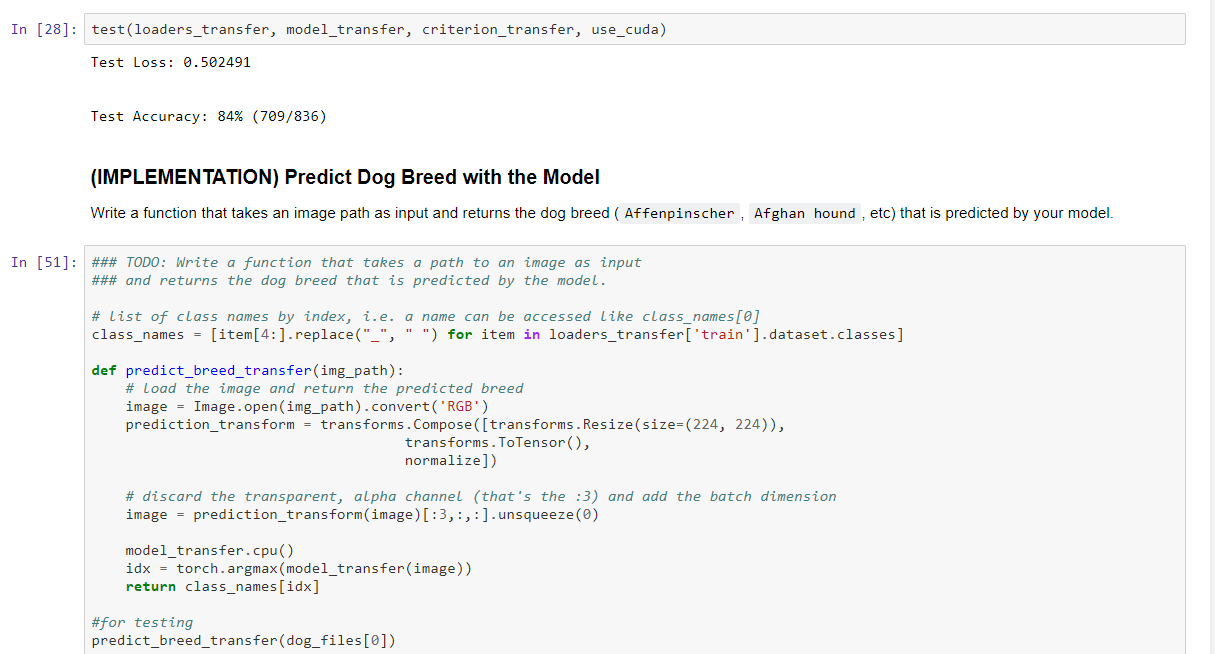 In [28]: test(loaders_transfer, model_transfer, criterion_transfer, use_cuda)
Test Loss: 0.502491
Test Accuracy: 84% (709/836)
(IMPLEMENTATION) Predict Dog Breed with the Model
Write a function that takes an image path as input and returns the dog breed ( Affenpinscher , Afghan hound , etc) that is predicted by your model.
In [51]: ### TODO: Write a function that takes a path to an image as input
### and returns the dog breed that is predicted by the model.
# list of class names by index, i.e. a name can be accessed like class_names[0]
class_names = [item[4:].replace("_", " ") for item in loaders_transfer['train'].dataset.classes]
def predict_breed_transfer(img_path):
    # load the image and return the predicted breed
    image = Image.open(img_path).convert('RGB')
    prediction_transform = transforms.Compose([transforms.Resize(size=(224, 224)),
                                     transforms.ToTensor(),
                                     normalize])
    # discard the transparent, alpha channel (that's the :3) and add the batch dimension
    image = prediction_transform(image)[:3,:,:].unsqueeze(0)
    model_transfer.cpu()
    idx = torch.argmax(model_transfer(image))
    return class_names[idx]
#for testing
predict_breed_transfer(dog_files[0])